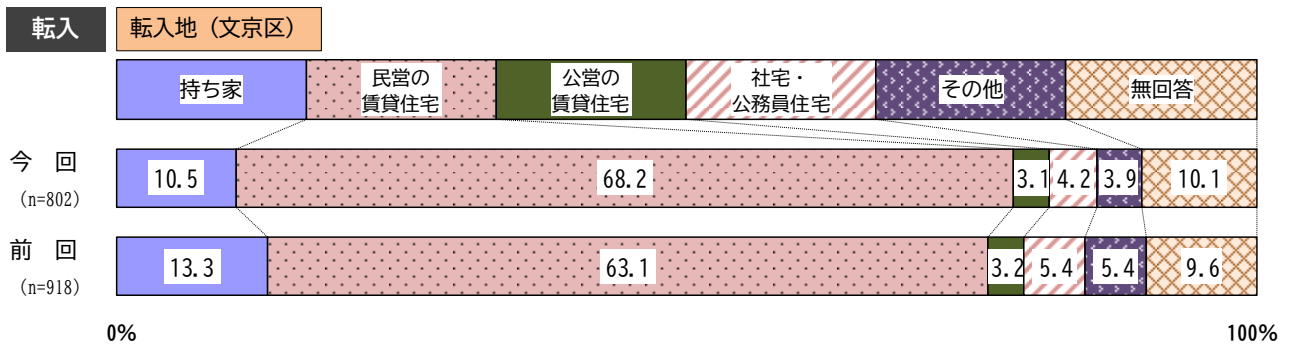 転入 転入地（文京区）
持ち家 民営の賃貸住宅 公営の賃貸住宅 社宅・公務員住宅 その他 無回答
今　回 10.5 68.2 3.1 4.2 3.9 10.1
（n=802）
前　回 13.3 63.1 3.2 5.4 5.4 9.6
（n=918）
0% 100%